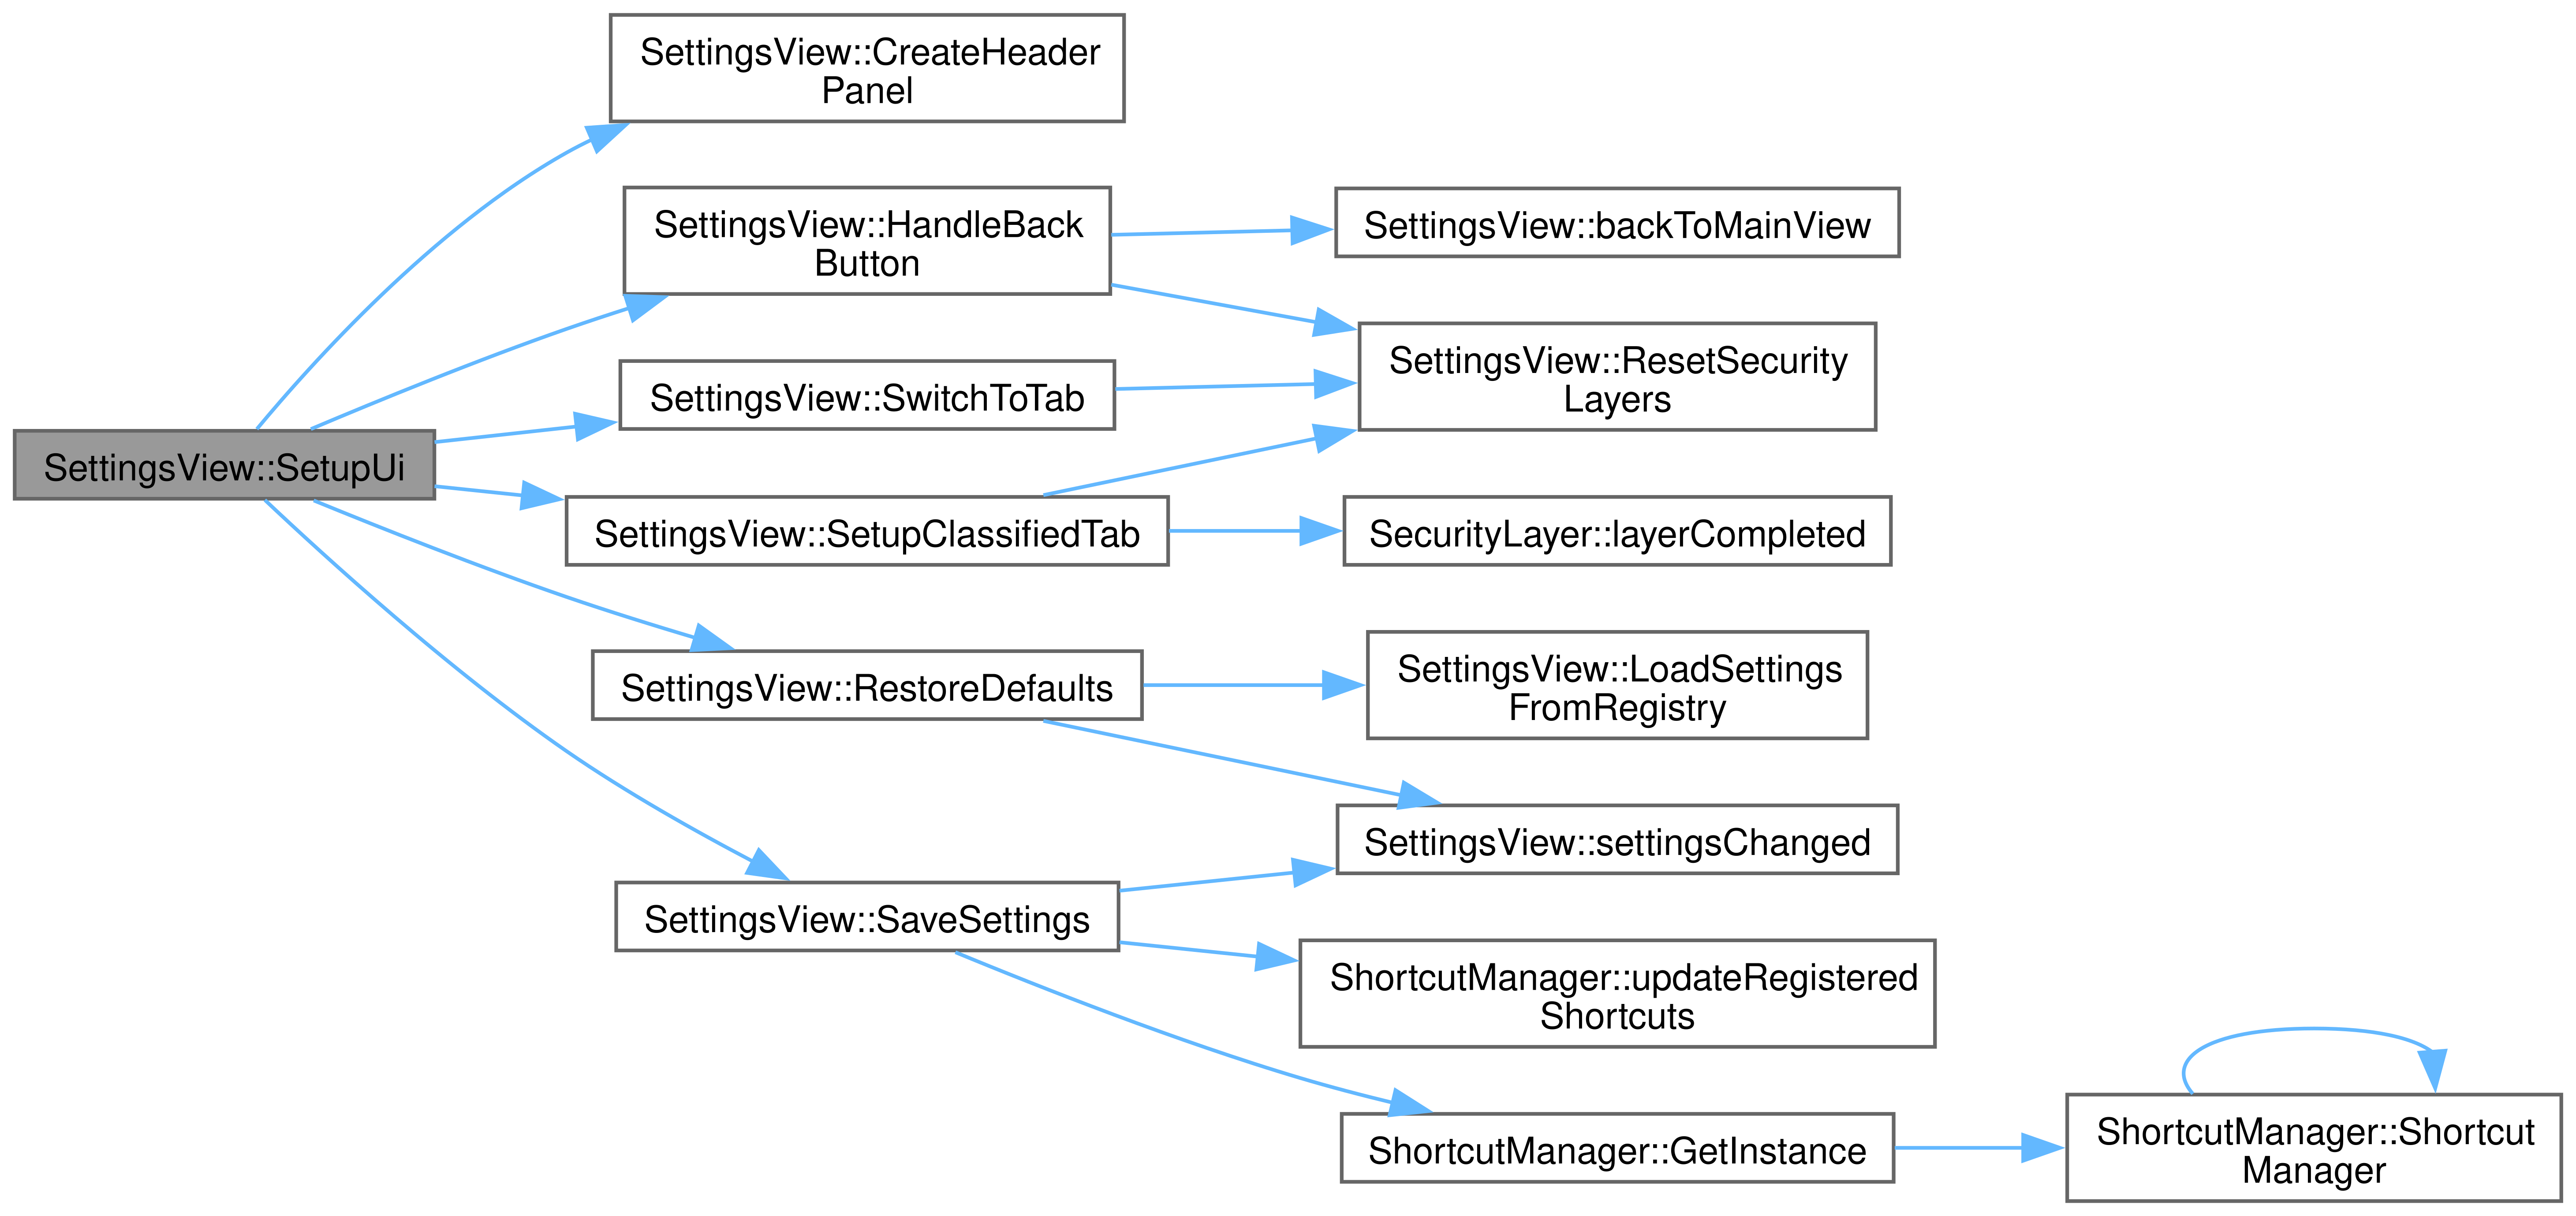 SettingsView::SetupUi
SettingsView::CreateHeader
Panel
SettingsView::HandleBack
Button
SettingsView::SwitchToTab
SettingsView::SetupClassifiedTab
SettingsView::RestoreDefaults
SettingsView::SaveSettings
SettingsView::backToMainView
SettingsView::ResetSecurity
Layers
SecurityLayer::layerCompleted
SettingsView::LoadSettings
FromRegistry
SettingsView::settingsChanged
ShortcutManager::updateRegistered
Shortcuts
ShortcutManager::GetInstance
ShortcutManager::Shortcut
Manager